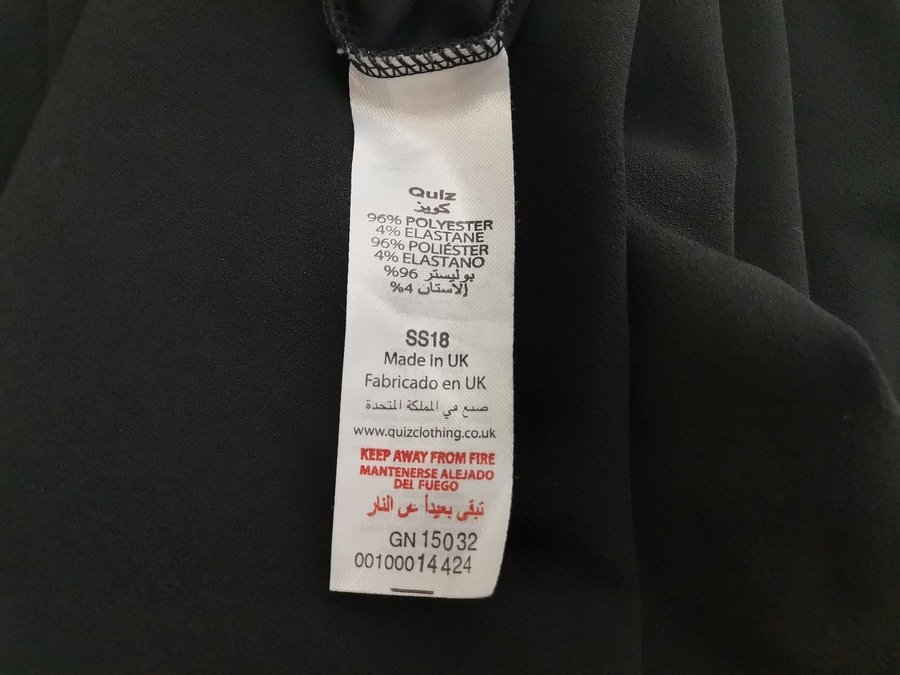 Quiz
كويز
96% POLYESTER
4% ELASTANE
96% POLIÉSTER
4% ELASTANO
بوليستر 96%
إلاستان 4%
SS18
Made in UK
Fabricado en UK
صنع في المملكة المتحدة
www.quizclothing.co.uk
KEEP AWAY FROM FIRE
MANTENERSE ALEJADO
DEL FUEGO
تبقى بعيداً عن النار
GN 15032
00100014424